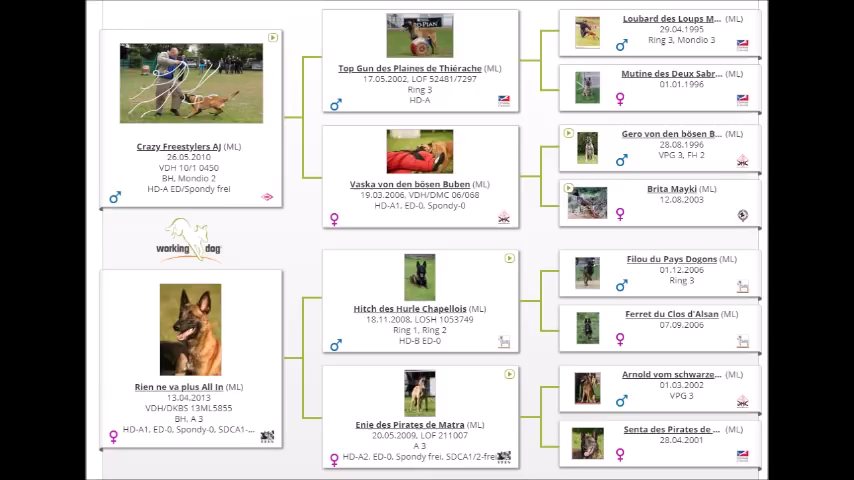 Crazy Freestylers AJ (ML)
26.05.2010
VDH 10/1 0450
BH, Mondio 2
HD-A ED/Spondy frei
working dog
Rien ne va plus All In (ML)
13.04.2013
VDH/DKBS 13ML5855
BH, A 3
HD-A1, ED-0, Spondy-0, SDCA1-...
Top Gun des Plaines de Thiérache (ML)
17.05.2002, LOF 52481/7297
Ring 3
HD-A
Vaska von den bösen Buben (ML)
19.03.2006, VDH/DMC 06/068
HD-A1, ED-0, Spondy-0
Hitch des Hurle Chapellois (ML)
18.11.2008, LOSH 1053749
Ring 1, Ring 2
HD-B ED-0
Enie des Pirates de Matra (ML)
20.05.2009, LOF 211007
A 3
HD-A2, ED-0, Spondy frei, SDCA1/2-frei
Loubard des Loups M... (ML)
29.04.1995
Ring 3, Mondio 3
Mutine des Deux Sabr... (ML)
01.01.1996
Gero von den bösen B... (ML)
28.08.1996
VPG 3, FH 2
Brita Mayki (ML)
12.08.2003
Filou du Pays Dogons (ML)
01.12.2006
Ring 3
Ferret du Clos d'Alsan (ML)
07.09.2006
Arnold vom schwarze... (ML)
01.03.2002
VPG 3
Senta des Pirates de ... (ML)
28.04.2001